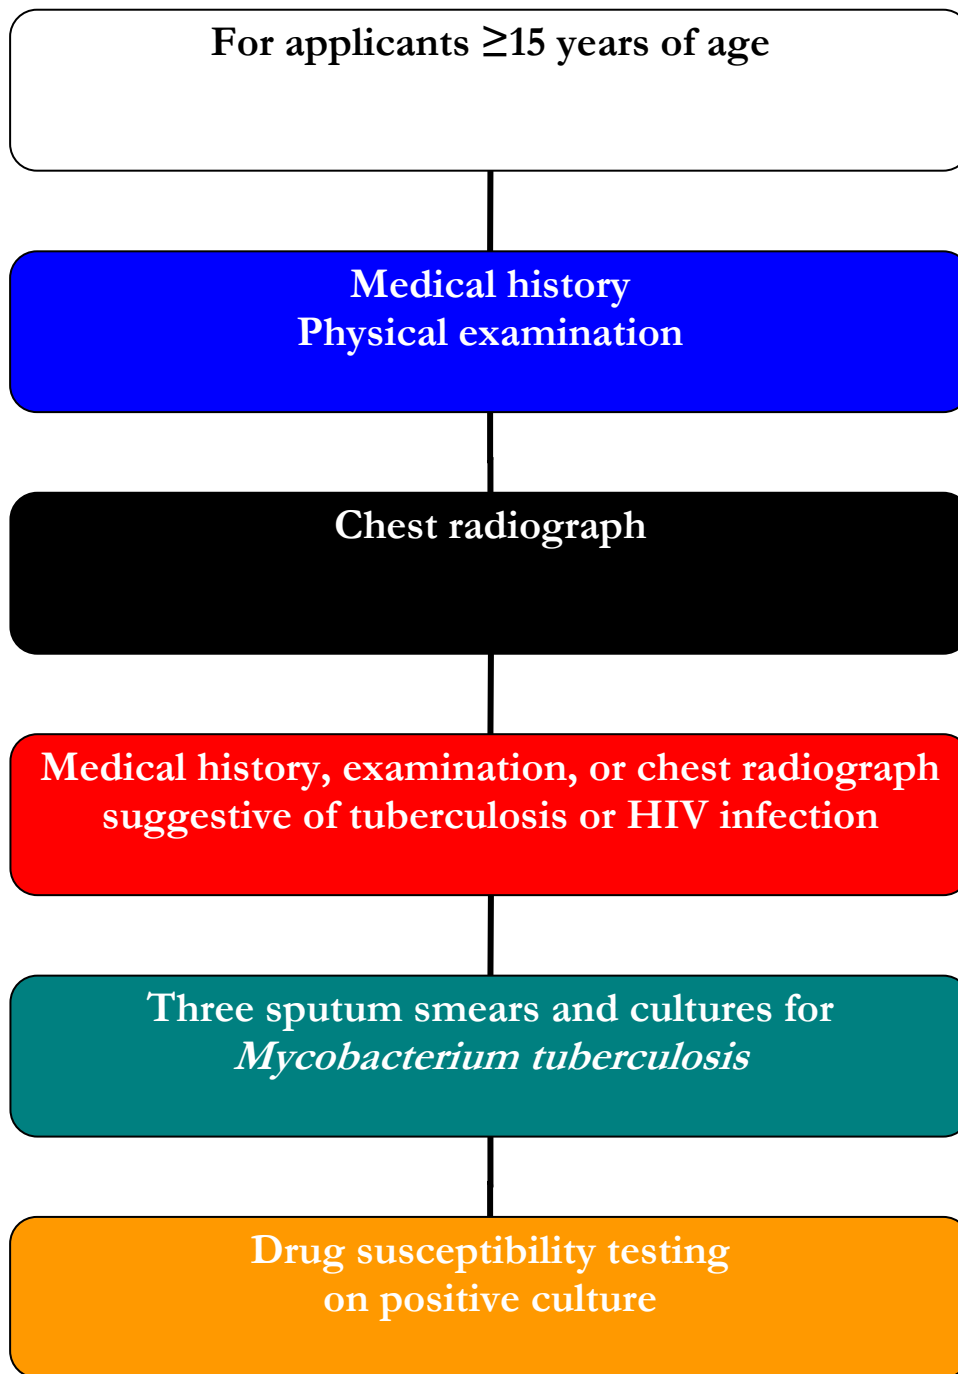 For applicants ≥15 years of age
Medical history
Physical examination
Chest radiograph
Medical history, examination, or chest radiograph
suggestive of tuberculosis or HIV infection
Three sputum smears and cultures for
Mycobacterium tuberculosis
Drug susceptibility testing
on positive culture